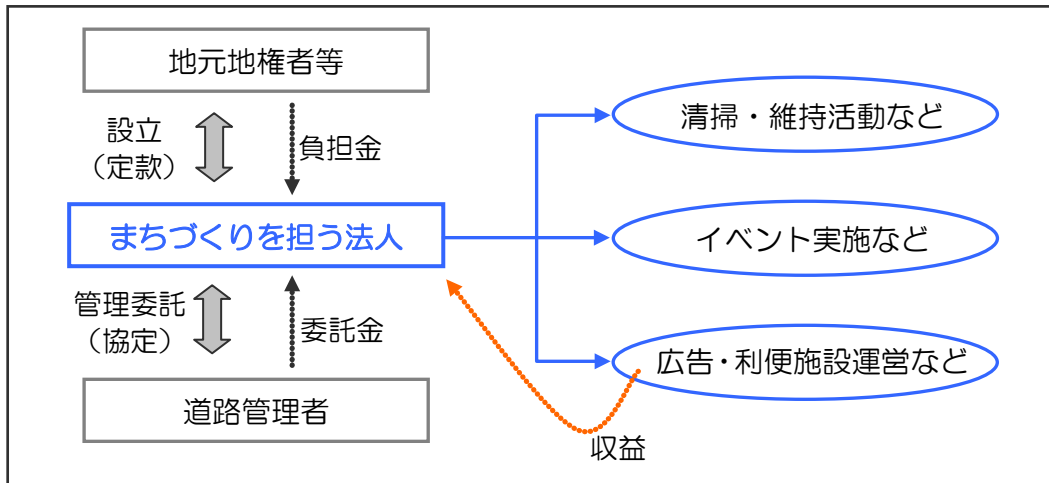 地元地権者等
設立
（定款）
負担金
まちづくりを担う法人
管理委託
（協定）
委託金
道路管理者
清掃・維持活動など
イベント実施など
広告・利便施設運営など
収益